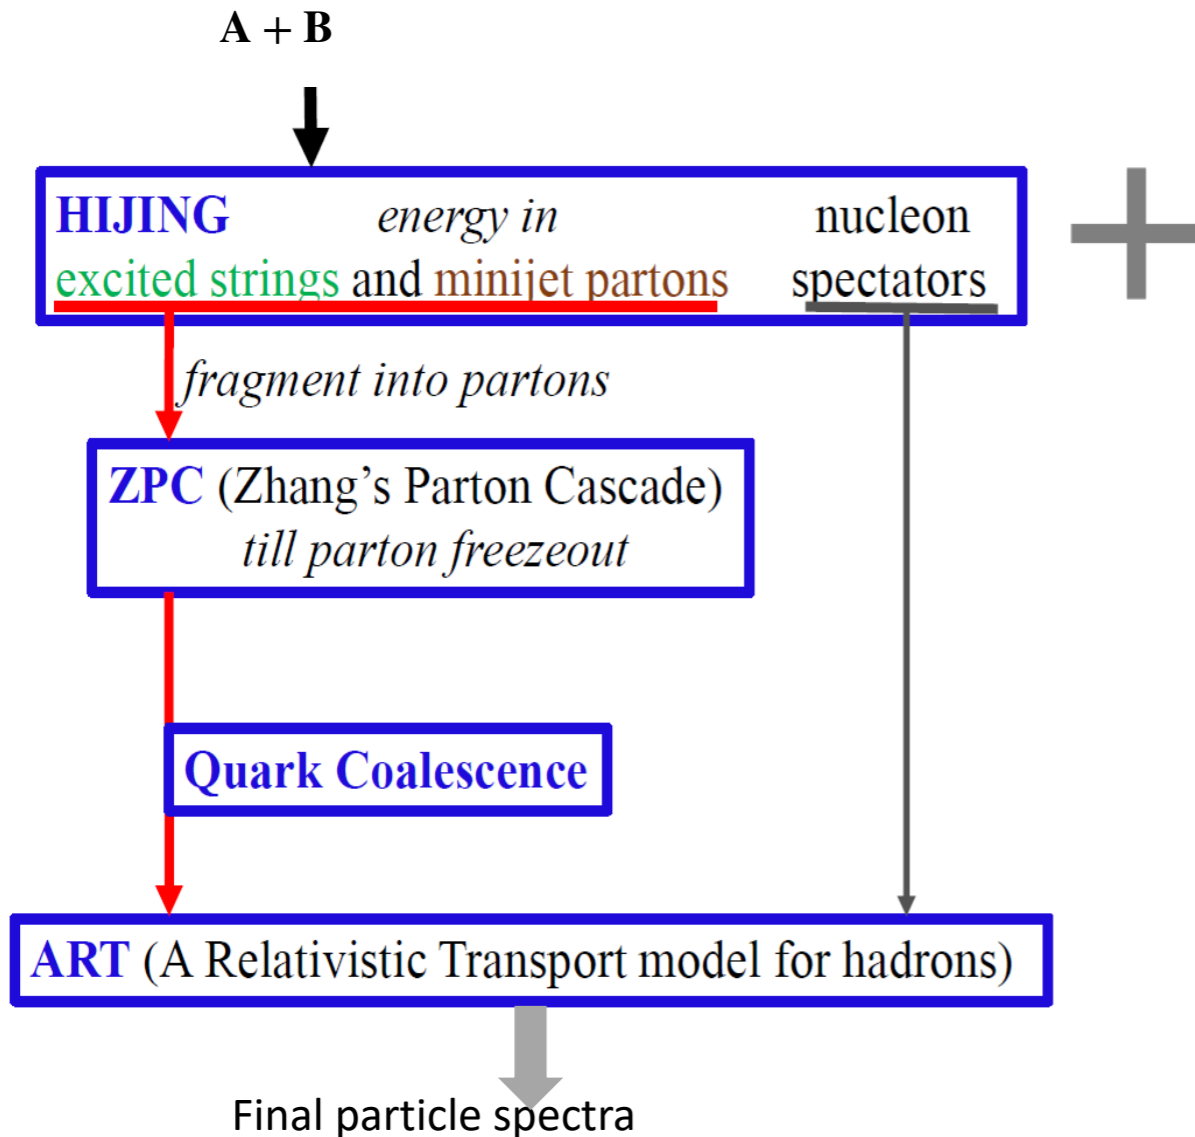 A + B
HIJING energy in nucleon
excited strings and minijet partons spectators
fragment into partons
ZPC (Zhang’s Parton Cascade)
till parton freezeout
Quark Coalescence
ART (A Relativistic Transport model for hadrons)
Final particle spectra